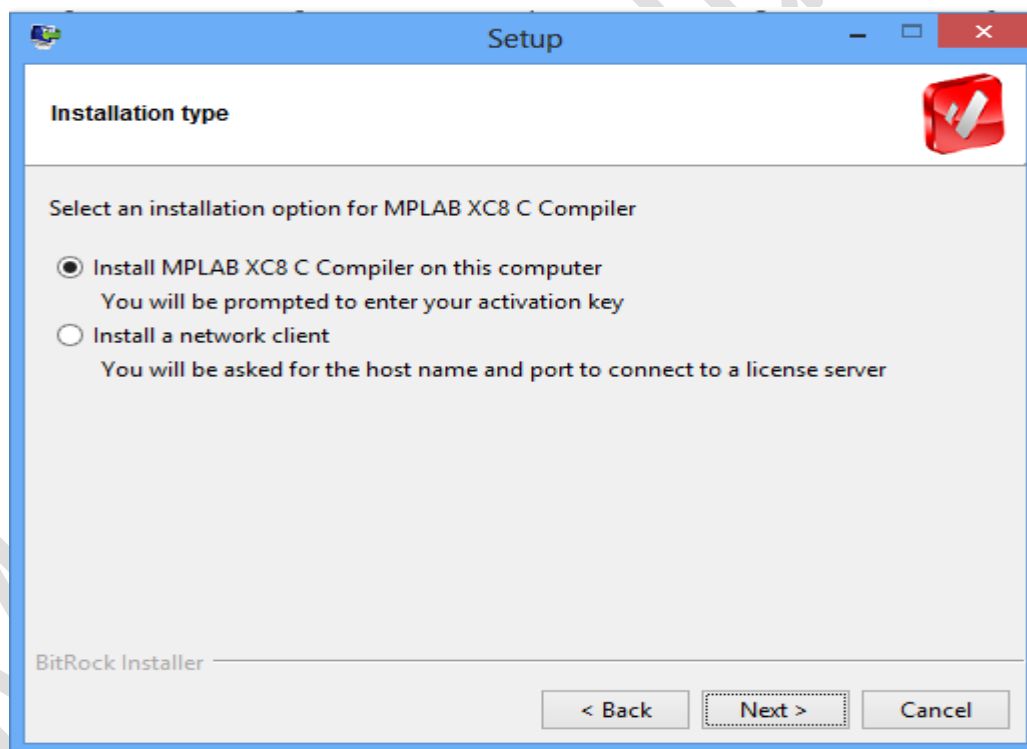 Setup
Installation type
Select an installation option for MPLAB XC8 C Compiler
Install MPLAB XC8 C Compiler on this computer
You will be prompted to enter your activation key
Install a network client
You will be asked for the host name and port to connect to a license server
BitRock Installer
< Back Next > Cancel